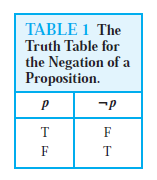 TABLE 1 The
Truth Table for
the Negation of a
Proposition.
p ¬p
T F
F T